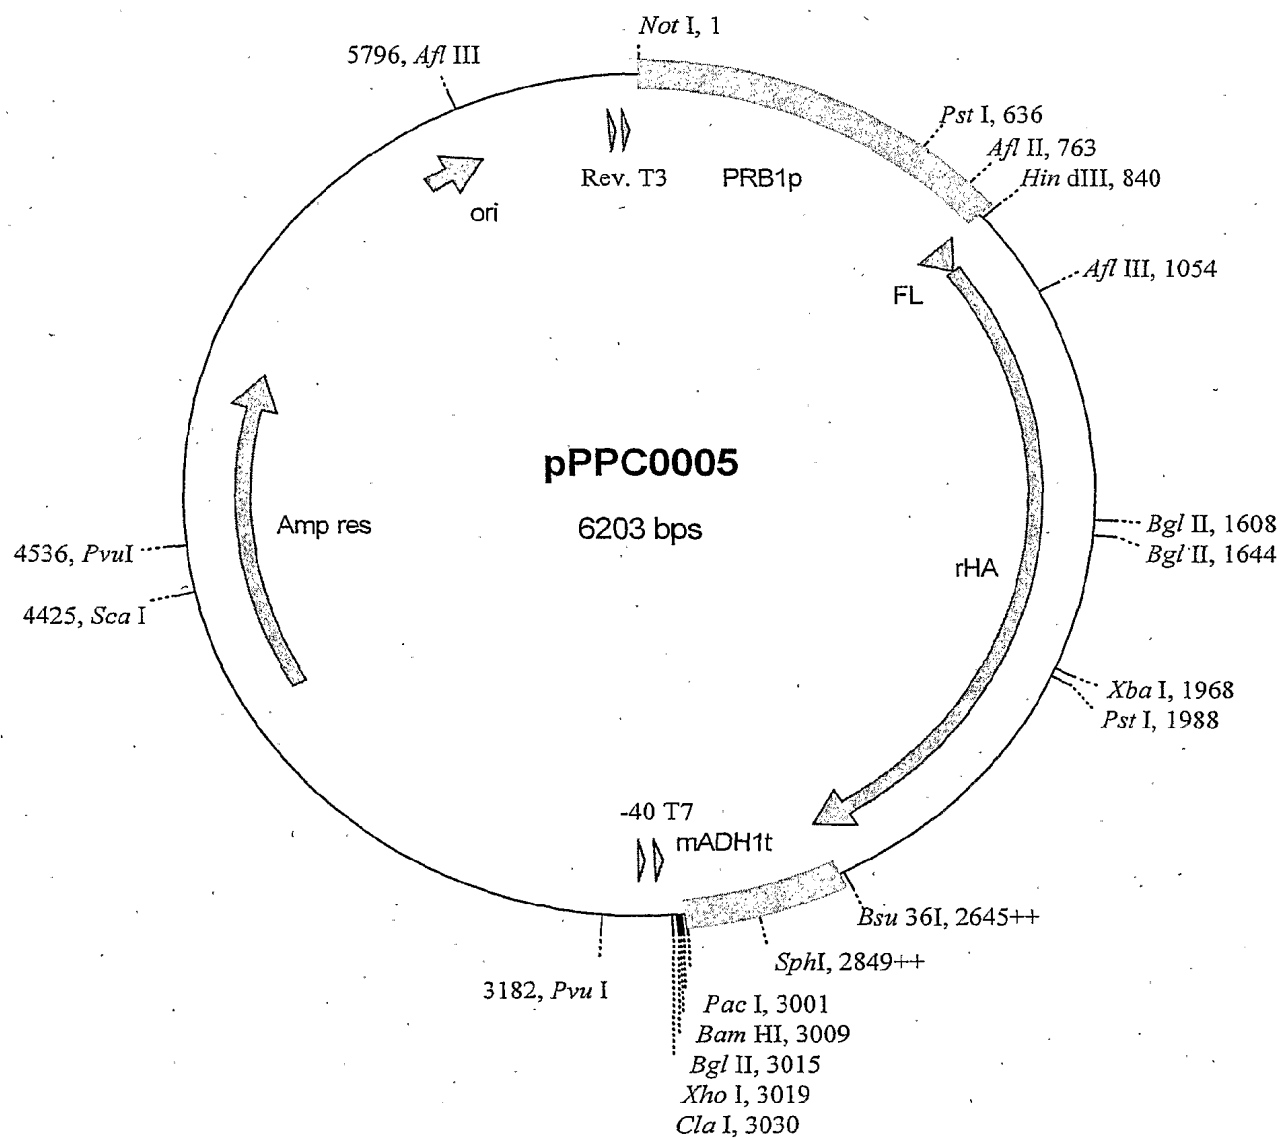 Not I, 1
5796, Afl III
Pst I, 636
Afl II, 763
Hin dIII, 840
Rev. T3
PRB1p
ori
Afl III, 1054
FL
pPPC0005
6203 bps
Amp res
Bgl II, 1608
Bgl II, 1644
4536, PvuI
rHA
4425, Sca I
Xba I, 1968
Pst I, 1988
-40 T7
mADH1t
Bsu 36I, 2645++
SphI, 2849++
3182, Pvu I
Pac I, 3001
Bam HI, 3009
Bgl II, 3015
Xho I, 3019
Cla I, 3030